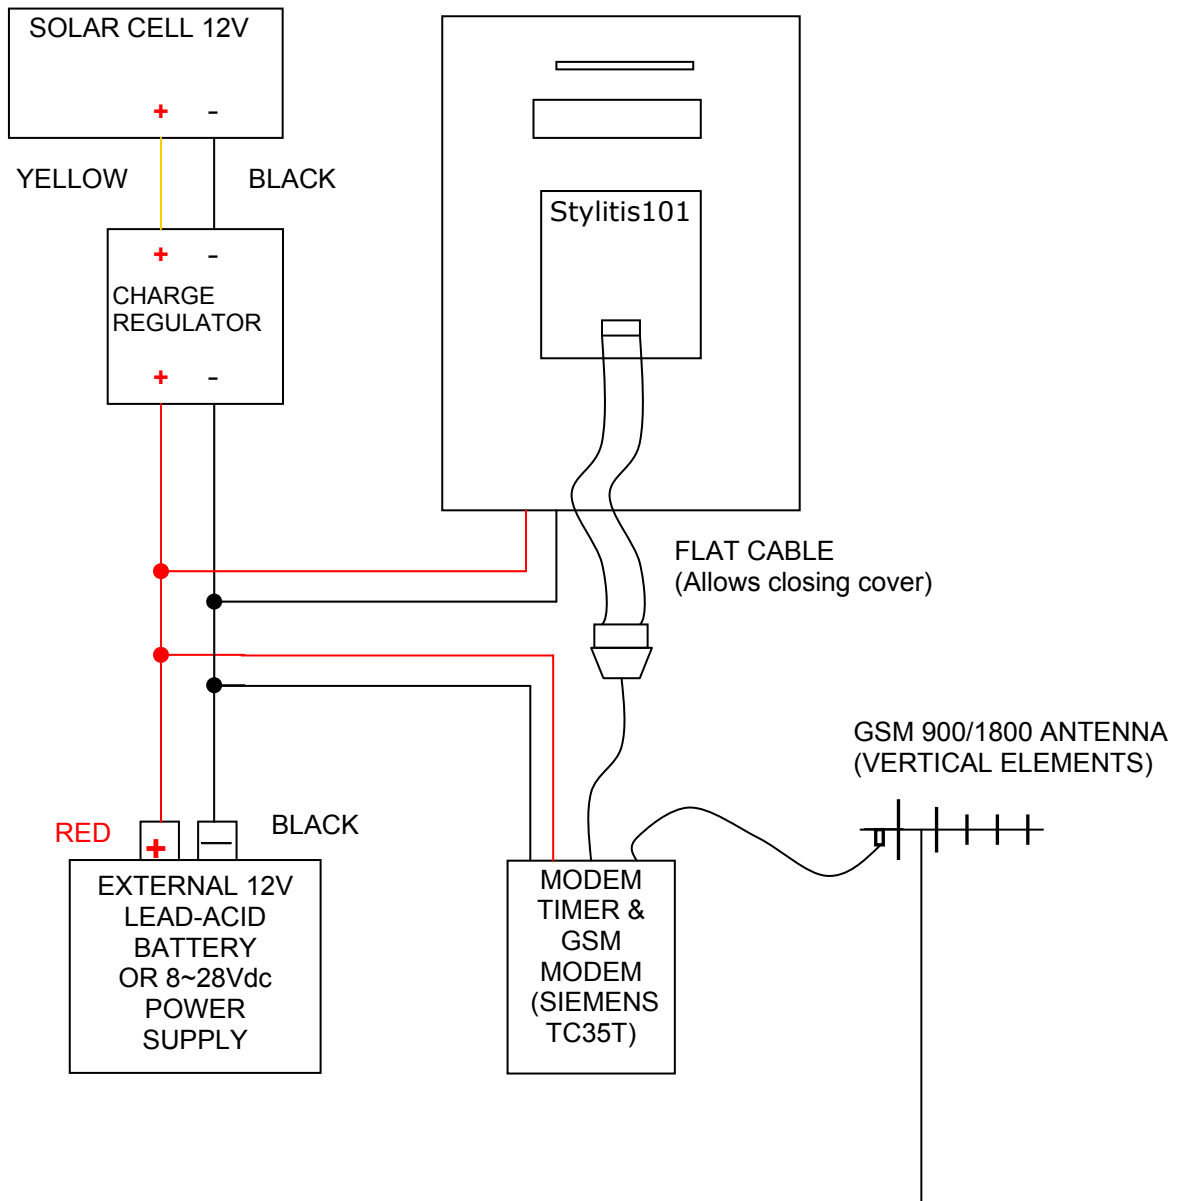 SOLAR CELL 12V
+ -
YELLOW
BLACK
+ -
CHARGE
REGULATOR
+ -
Stylitis101
FLAT CABLE
(Allows closing cover)
GSM 900/1800 ANTENNA
(VERTICAL ELEMENTS)
RED
+
BLACK
EXTERNAL 12V
LEAD-ACID
BATTERY
OR 8~28Vdc
POWER
SUPPLY
MODEM
TIMER &
GSM
MODEM
(SIEMENS
TC35T)